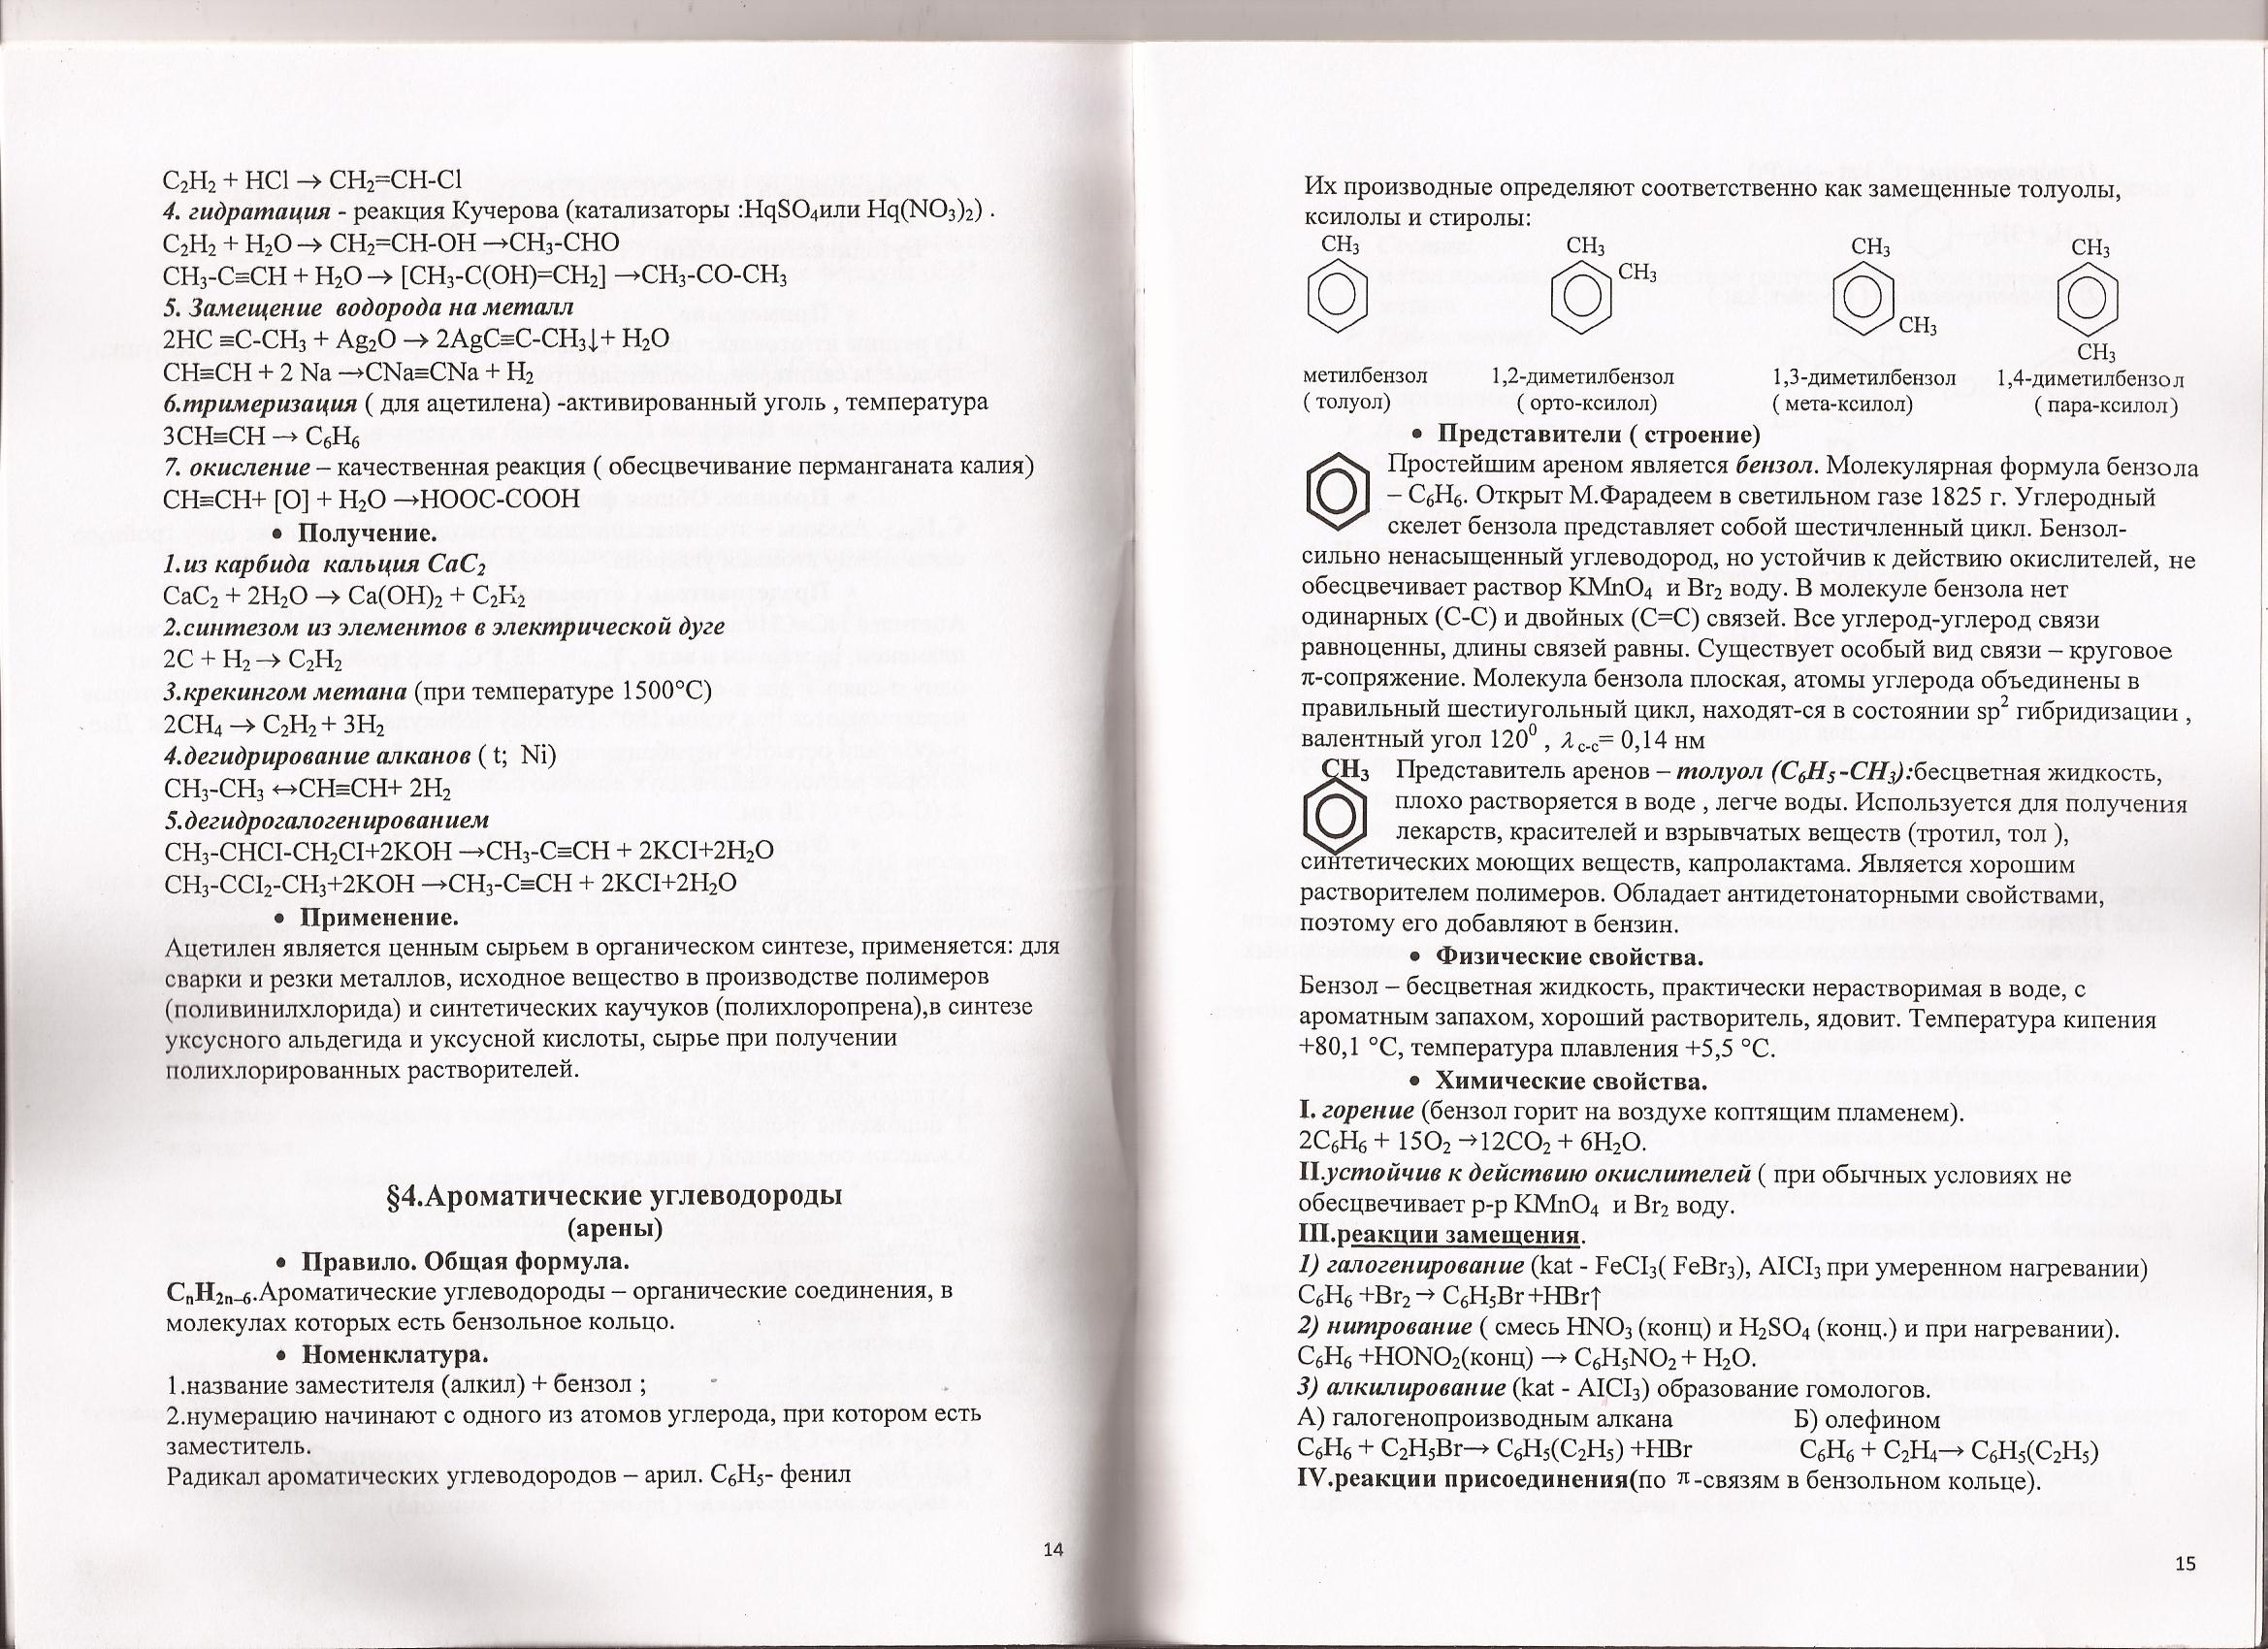 C₂H₂ + HCl → CH₂=CH-Cl
4. гидратация - реакция Кучерова (катализаторы :HqSO₄или Hq(NO₃)₂) .
C₂H₂ + H₂O → CH₂=CH-OH →CH₃-CHO
CH₃-C≡CH + H₂O → [CH₃-C(OH)=CH₂] →CH₃-CO-CH₃
5. Замещение водорода на металл
2HC ≡C-CH₃ + Ag₂O → 2AgC≡C-CH₃↓+ H₂O
CH≡CH + 2 Na →CNa≡CNa + H₂
6.тримеризация ( для ацетилена) -активированный уголь , температура
3CH≡CH → C₆H₆
7. окисление – качественная реакция ( обесцвечивание перманганата калия)
CH≡CH+ [O] + H₂O →HOOC-COOH
• Получение.
1.из карбида кальция CaC₂
CaC₂ + 2H₂O → Ca(OH)₂ + C₂H₂
2.синтезом из элементов в электрической дуге
2C + H₂ → C₂H₂
3.крекингом метана (при температуре 1500°C)
2CH₄ → C₂H₂ + 3H₂
4.дегидрирование алканов ( t; Ni)
CH₃-CH₃ ↔CH≡CH+ 2H₂
5.дегидрогалогенированием
CH₃-CHCI-CH₂CI+2KOH →CH₃-C≡CH + 2KCI+2H₂O
CH₃-CCI₂-CH₃+2KOH →CH₃-C≡CH + 2KCI+2H₂O
• Применение.
Ацетилен является ценным сырьем в органическом синтезе, применяется: для
сварки и резки металлов, исходное вещество в производстве полимеров
(поливинилхлорида) и синтетических каучуков (полихлоропрена),в синтезе
уксусного альдегида и уксусной кислоты, сырье при получении
полихлорированных растворителей.
§4.Ароматические углеводороды
(арены)
• Правило. Общая формула.
CₙH₂ₙ₋₆.Ароматические углеводороды – органические соединения, в
молекулах которых есть бензольное кольцо.
• Номенклатура.
1.название заместителя (алкил) + бензол ;
2.нумерацию начинают с одного из атомов углерода, при котором есть
заместитель.
Радикал ароматических углеводородов – арил. C₆H₅- фенил
14
Их производные определяют соответственно как замещенные толуолы,
ксилолы и стиролы:
CH₃ CH₃ CH₃ CH₃
CH₃
CH₃
CH₃
метилбензол 1,2-диметилбензол 1,3-диметилбензол 1,4-диметилбензол
( толуол) ( орто-ксилол) ( мета-ксилол) ( пара-ксилол)
• Представители ( строение)
Простейшим ареном является бензол. Молекулярная формула бензола
– C₆H₆. Открыт М.Фарадеем в светильном газе 1825 г. Углеродный
скелет бензола представляет собой шестичленный цикл. Бензол-
сильно ненасыщенный углеводород, но устойчив к действию окислителей, не
обесцвечивает раствор KMnO₄ и Br₂ воду. В молекуле бензола нет
одинарных (C-C) и двойных (C=C) связей. Все углерод-углерод связи
равноценны, длины связей равны. Существует особый вид связи – круговое
π-сопряжение. Молекула бензола плоская, атомы углерода объединены в
правильный шестиугольный цикл, находят-ся в состоянии sp² гибридизации ,
валентный угол 120⁰ , λ c-c= 0,14 нм
CH₃ Представитель аренов – толуол (C₆H₅-CH₃):бесцветная жидкость,
плохо растворяется в воде , легче воды. Используется для получения
лекарств, красителей и взрывчатых веществ (тротил, тол ),
синтетических моющих веществ, капролактама. Является хорошим
растворителем полимеров. Обладает антидетонаторными свойствами,
поэтому его добавляют в бензин.
• Физические свойства.
Бензол – бесцветная жидкость, практически нерастворимая в воде, с
ароматным запахом, хороший растворитель, ядовит. Температура кипения
+80,1 °C, температура плавления +5,5 °C.
• Химические свойства.
I. горение (бензол горит на воздухе коптящим пламенем).
2C₆H₆ + 15O₂ →12CO₂ + 6H₂O.
II.устойчив к действию окислителей ( при обычных условиях не
обесцвечивает р-р KMnO₄ и Br₂ воду.
III.реакции замещения.
1) галогенирование (kat - FeCI₃( FeBr₃), AICI₃ при умеренном нагревании)
C₆H₆ +Br₂ → C₆H₅Br +HBr↑
2) нитрование ( смесь HNO₃ (конц) и H₂SO₄ (конц.) и при нагревании).
C₆H₆ +HONO₂(конц) → C₆H₅NO₂ + H₂O.
3) алкилирование (kat - AICI₃) образование гомологов.
А) галогенопроизводным алкана Б) олефином
C₆H₆ + C₂H₅Br→ C₆H₅(C₂H₅) +HBr C₆H₆ + C₂H₄→ C₆H₅(C₂H₅)
IV.реакции присоединения(по π -связям в бензольном кольце).
15